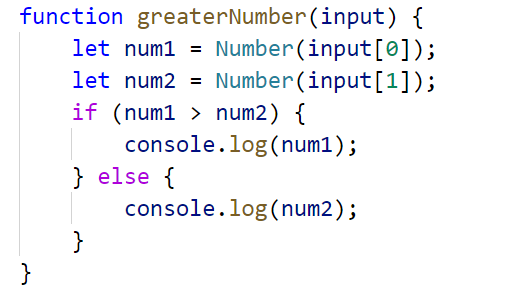 function greaterNumber(input) {
    let num1 = Number(input[0]);
    let num2 = Number(input[1]);
    if (num1 > num2) {
        console.log(num1);
    } else {
        console.log(num2);
    }
}